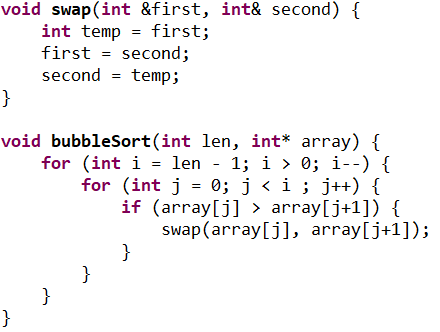 void swap(int &first, int& second) {
    int temp = first;
    first = second;
    second = temp;
}

void bubbleSort(int len, int* array) {
    for (int i = len - 1; i > 0; i--) {
        for (int j = 0; j < i ; j++) {
            if (array[j] > array[j+1]) {
                swap(array[j], array[j+1]);
            }
        }
    }
}